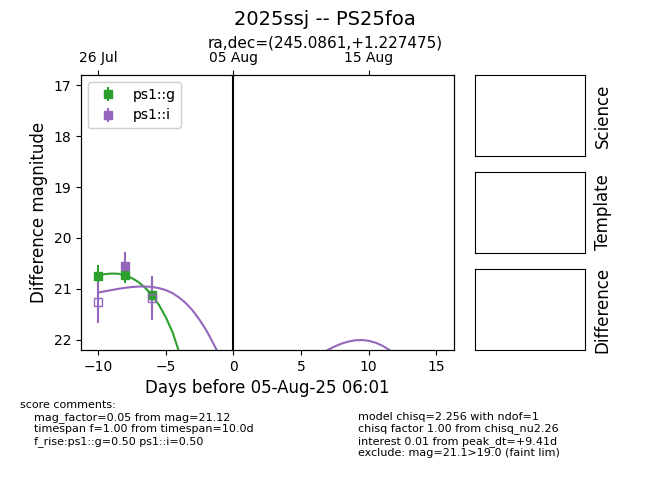 2025ssj -- PS25foa
ra,dec=(245.0861,+1.227475)
26 Jul 05 Aug 15 Aug
ps1::g
ps1::i
Difference magnitude
17
18
19
20
21
22
−10 −5 0 5 10 15
Days before 05-Aug-25 06:01
Science
Template
Difference
score comments:
mag_factor=0.05 from mag=21.12
timespan f=1.00 from timespan=10.0d
f_rise:ps1::g=0.50 ps1::i=0.50
model chisq=2.256 with ndof=1
chisq factor 1.00 from chisq_nu2.26
interest 0.01 from peak_dt=+9.41d
exclude: mag=21.1>19.0 (faint lim)